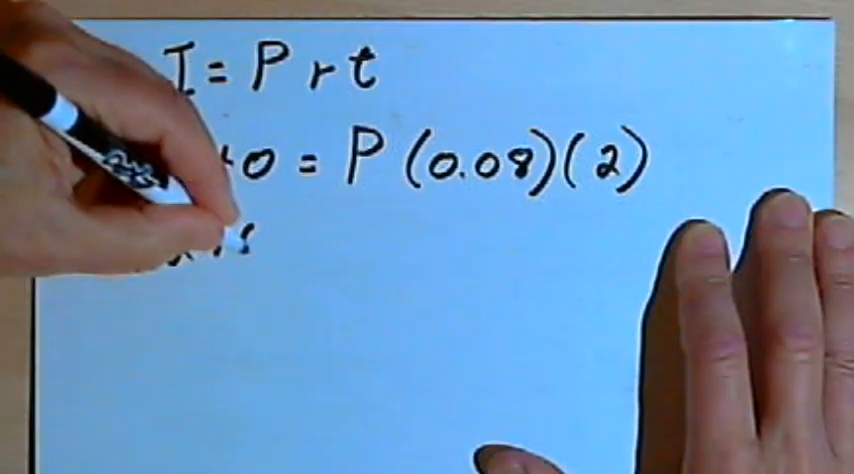 I = P r t
= P (0.08)(2)